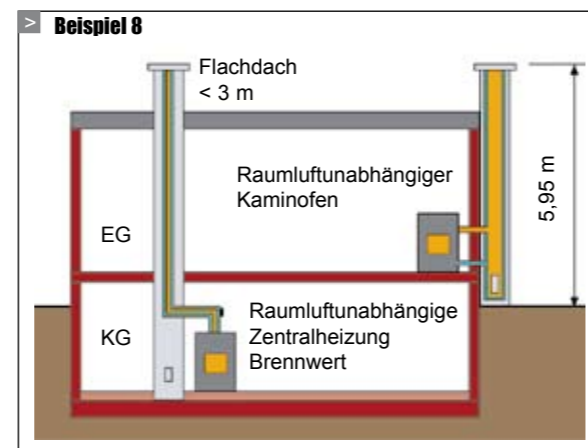 > Beispiel 8
Flachdach
< 3 m
Raumluftunabhängiger
Kaminofen
5,95 m
EG
Raumluftunabhängige
Zentralheizung
Brennwert
KG